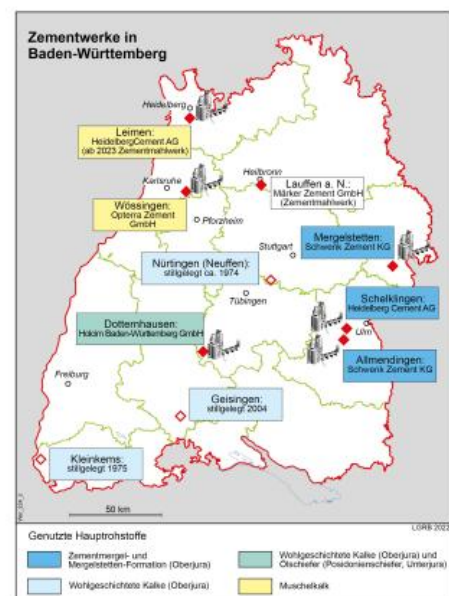 Zementwerke in
Baden-Württemberg
Heidelberg
Leimen:
HeidelbergCement AG
(ab 2023 Zementmahlwerk)
Karlsruhe
Heilbronn
Lauffen a. N.:
Märker Zement GmbH
(Zementmahlwerk)
Wössingen:
Opterra Zement
GmbH
Pforzheim
Mergelstetten:
Schwenk Zement KG
Stuttgart
Nürtingen (Neuffen):
stillgelegt ca. 1974
Tübingen
Schelklingen:
Heidelberg Cement AG
Ulm
Dotternhausen:
Holcim Baden-Württemberg GmbH
Allmendingen:
Schwenk Zement KG
Freiburg
Geisingen:
stillgelegt 2004
Kleinkems:
stillgelegt 1975
50 km
LGRB 2022
Genutzte Hauptrohstoffe
Zementmergel- und
Mergelstetten-Formation (Oberjura)
Wohlgeschichtete Kalke (Oberjura) und
Ölschiefer (Posidonienschiefer, Unterjura)
Wohlgeschichtete Kalke (Oberjura)
Muschelkalk